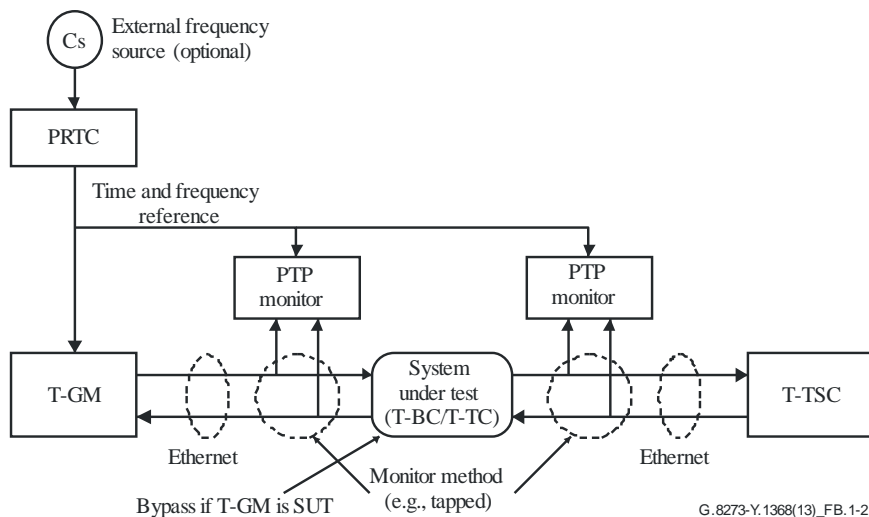 Cs
External frequency
source (optional)
PRTC
Time and frequency
reference
PTP
monitor
PTP
monitor
T-GM
System
under test
(T-BC/T-TC)
T-TSC
Ethernet
Monitor method
(e.g., tapped)
Ethernet
Bypass if T-GM is SUT
G.8273-Y.1368(13)_FB.1-2